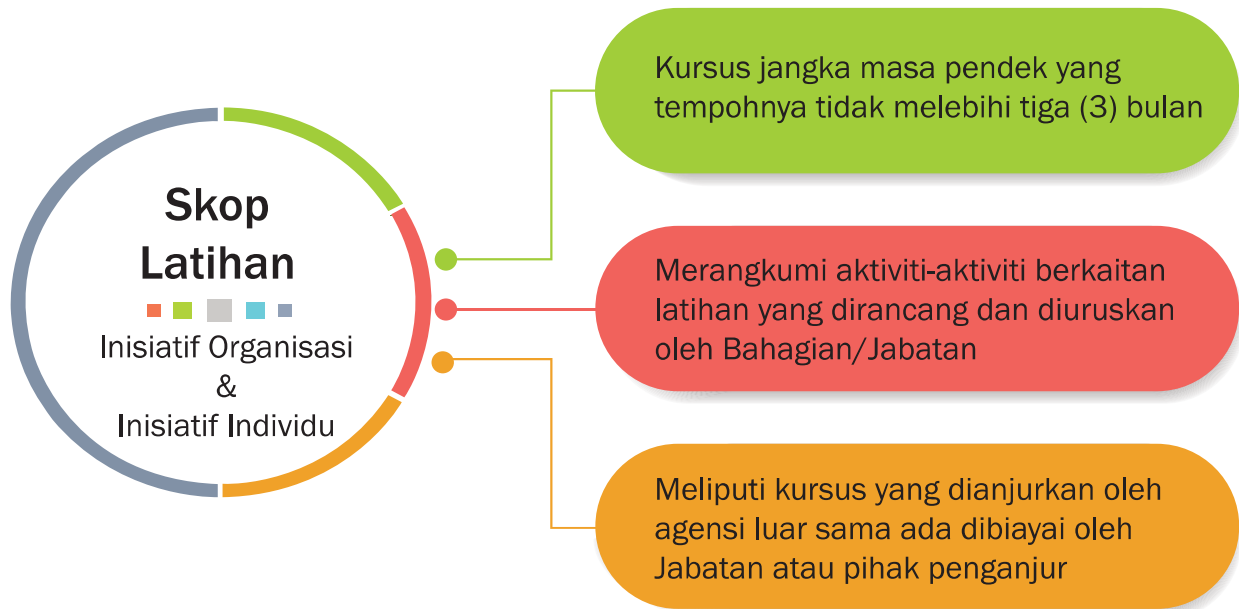 Skop
Latihan
Inisiatif Organisasi
&
Inisiatif Individu
Kursus jangka masa pendek yang
tempohnya tidak melebihi tiga (3) bulan
Merangkumi aktiviti-aktiviti berkaitan
latihan yang dirancang dan diuruskan
oleh Bahagian/Jabatan
Meliputi kursus yang dianjurkan oleh
agensi luar sama ada dibiayai oleh
Jabatan atau pihak penganjur